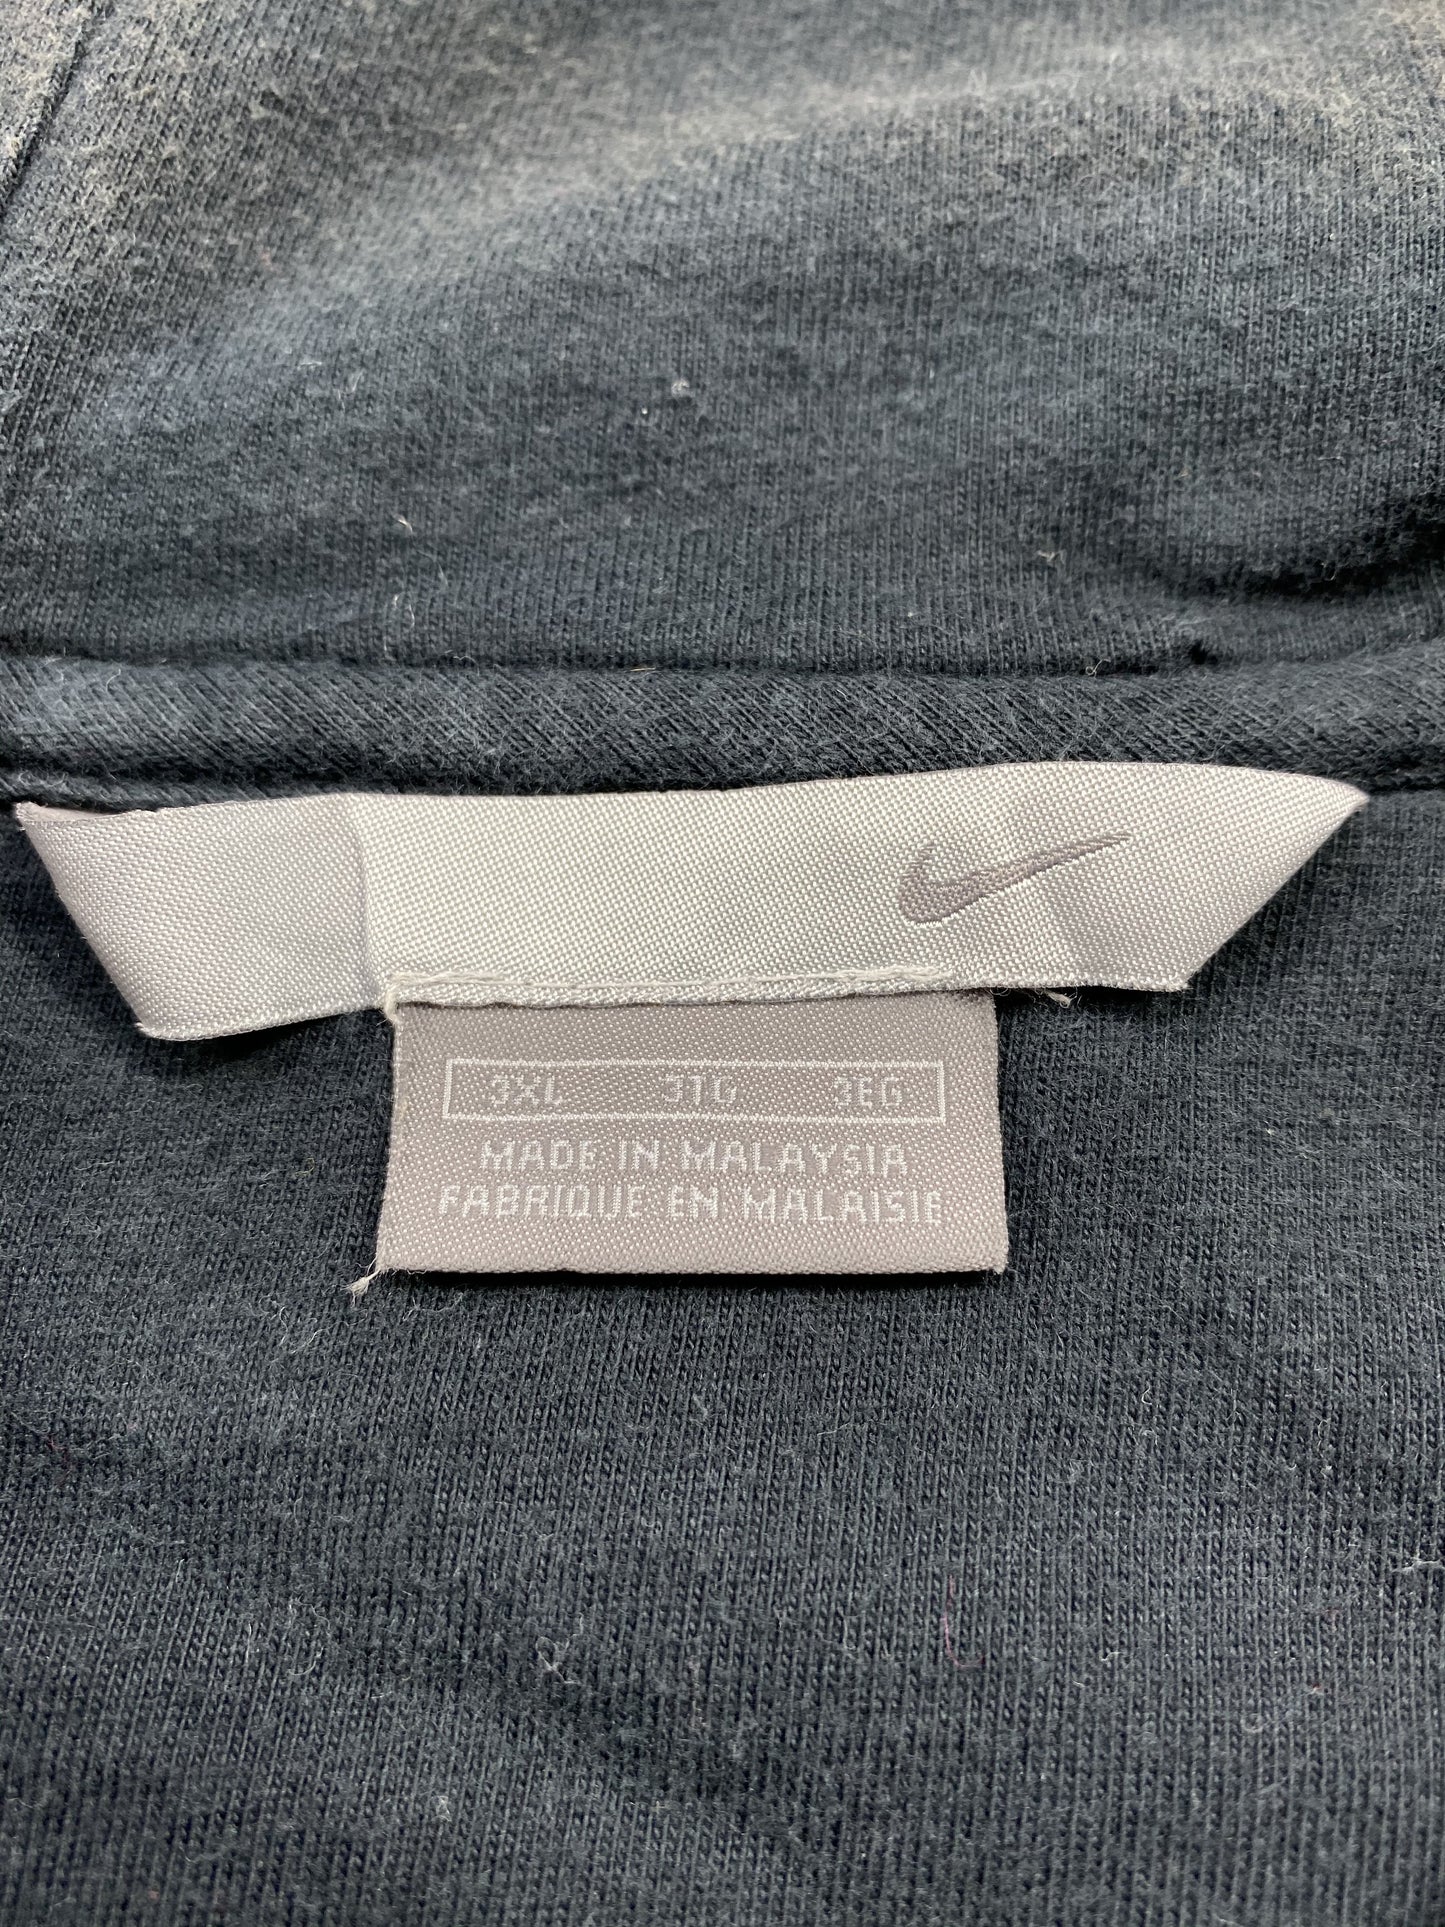 3XL 3TG 3EG
MADE IN MALAYSIA
FABRIQUE EN MALAISIE